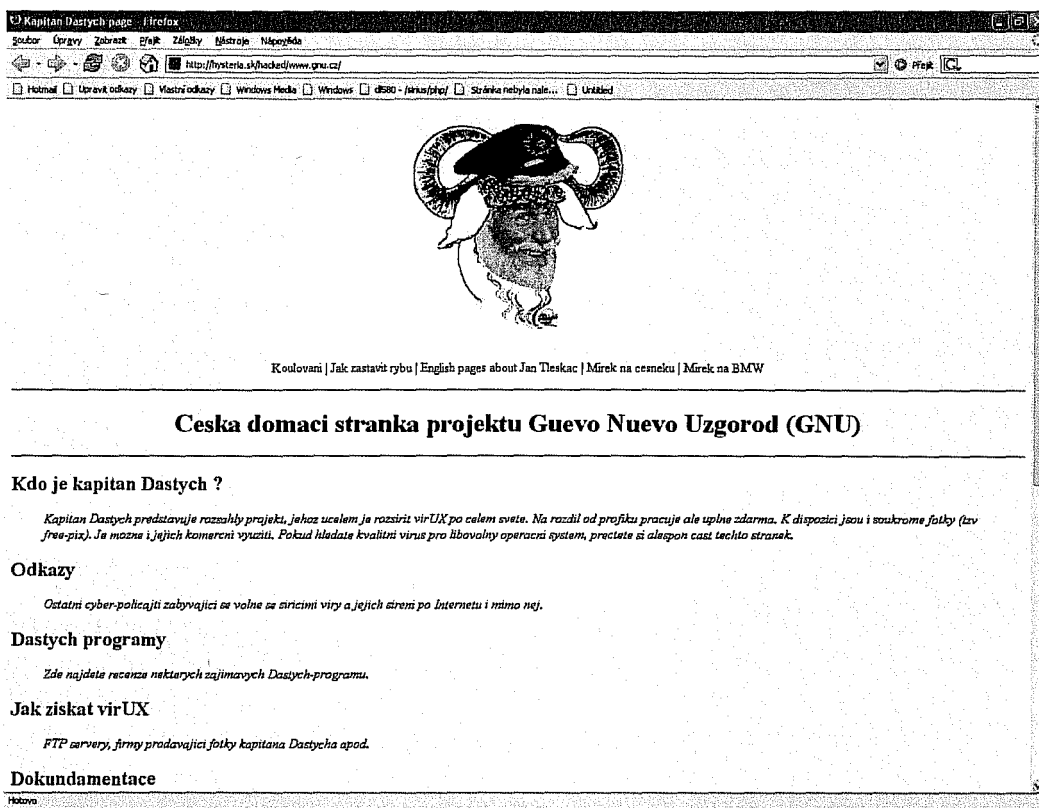 Kapitan Dastych page - Firefox
Soubor Úpravy Zobrazit Přejít Záložky Nástroje Nápověda
http://hysteria.sk/hacked/www.gnu.cz/ Přejít
Hotmail Upravit odkazy Vlastní odkazy Windows Media Windows dl580 - /sirius/php/ Stránka nebyla nale... Untitled
Koulovani | Jak zastavit rybu | English pages about Jan Tleskac | Mirek na cesneku | Mirek na BMW
Ceska domaci stranka projektu Guevo Nuevo Uzgorod (GNU)
Kdo je kapitan Dastych ?
Kapitan Dastych predstavuje rozsahly projekt, jehoz ucelem je rozsirit virUX po celem svete. Na rozdil od profiku pracuje ale uplne zdarma. K dispozici jsou i soukrome fotky (tzv
free-pix). Je mozne i jejich komercni vyuziti. Pokud hledate kvalitni virus pro libovolny operacni system, prectete si alespon cast techto stranek.
Odkazy
Ostatni cyber-policajti zabyvajici se volne se siricimi viry a jejich sireni po Internetu i mimo nej.
Dastych programy
Zde najdete recenze nekterych zajimavych Dastych-programu.
Jak ziskat virUX
FTP servery, firmy prodavajici fotky kapitana Dastycha apod.
Dokundamentace
Hotovo